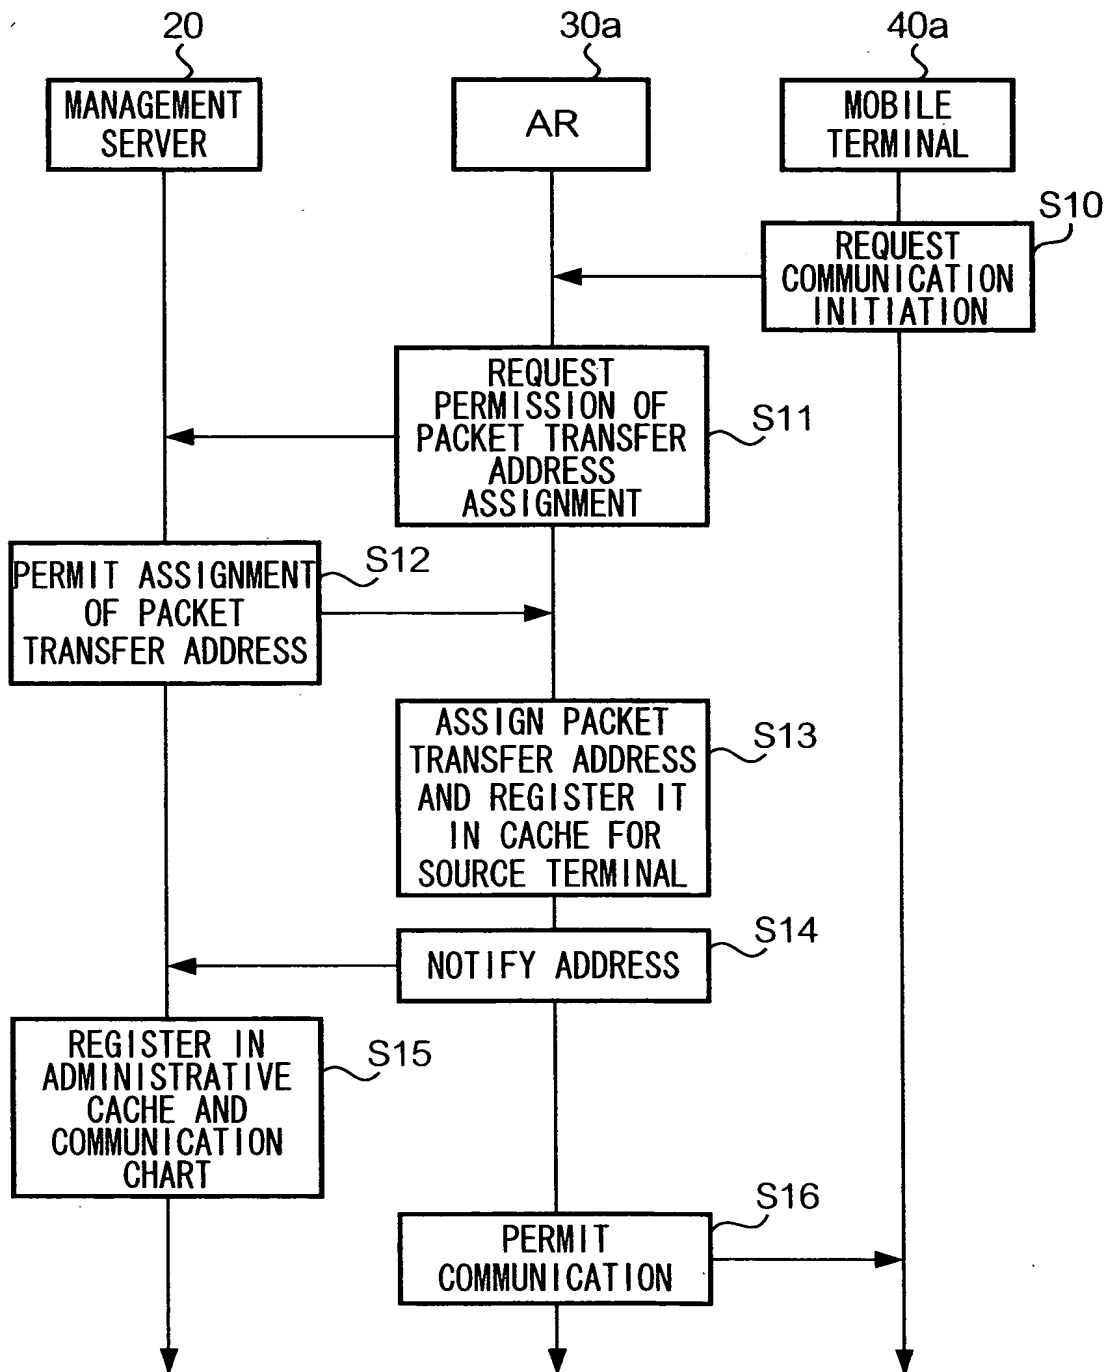 20
30a
40a
MANAGEMENT
SERVER
AR
MOBILE
TERMINAL
S10
REQUEST
COMMUNICATION
INITIATION
REQUEST
PERMISSION OF
PACKET TRANSFER
ADDRESS
ASSIGNMENT
S11
PERMIT ASSIGNMENT
OF PACKET
TRANSFER ADDRESS
S12
ASSIGN PACKET
TRANSFER ADDRESS
AND REGISTER IT
IN CACHE FOR
SOURCE TERMINAL
S13
NOTIFY ADDRESS
S14
REGISTER IN
ADMINISTRATIVE
CACHE AND
COMMUNICATION
CHART
S15
PERMIT
COMMUNICATION
S16